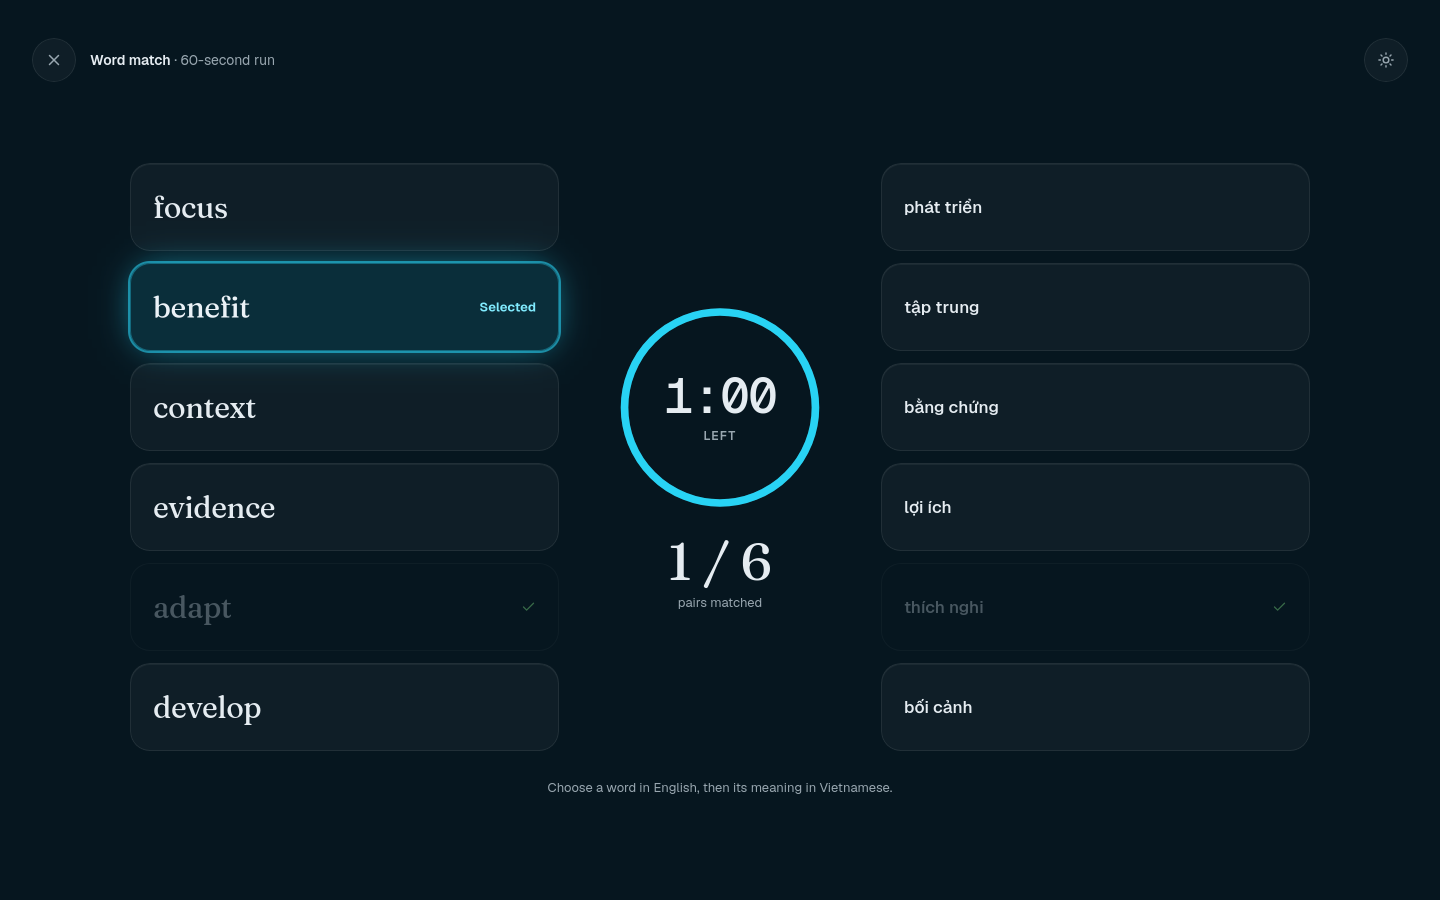 Word match · 60-second run
focus
benefit
Selected
context
evidence
adapt
develop
1:00
LEFT
1 / 6
pairs matched
phát triển
tập trung
bằng chứng
lợi ích
thích nghi
bối cảnh
Choose a word in English, then its meaning in Vietnamese.